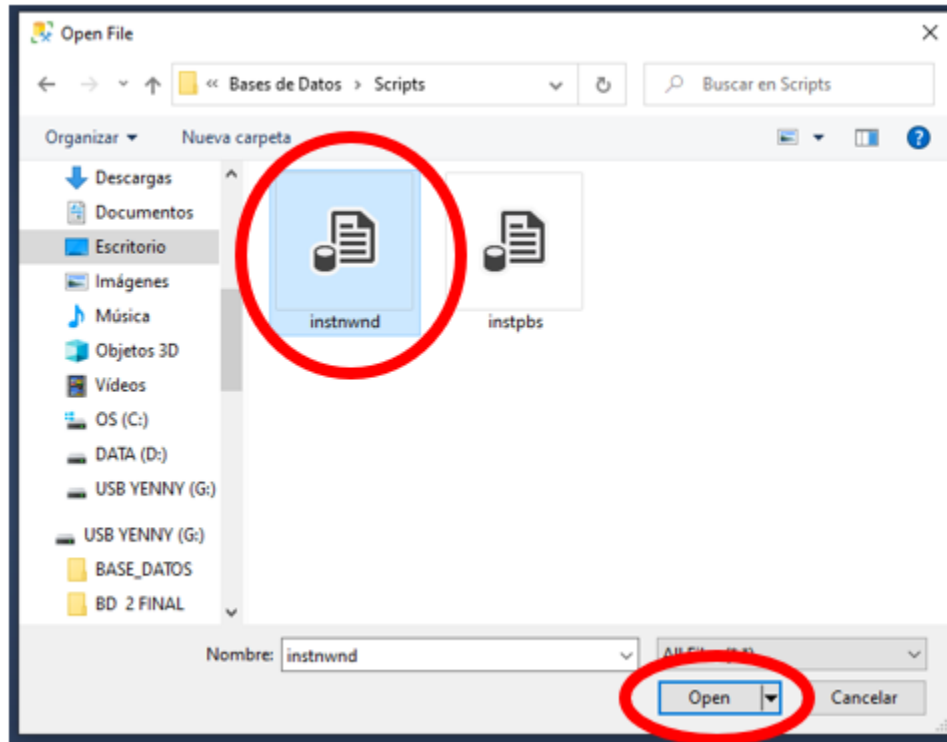 Open File
« Bases de Datos › Scripts
Buscar en Scripts
Organizar
Nueva carpeta
Descargas
Documentos
Escritorio
Imágenes
Música
Objetos 3D
Vídeos
OS (C:)
DATA (D:)
USB YENNY (G:)
USB YENNY (G:)
BASE_DATOS
BD 2 FINAL
instnwnd
instpbs
Nombre: instnwnd
Open
Cancelar